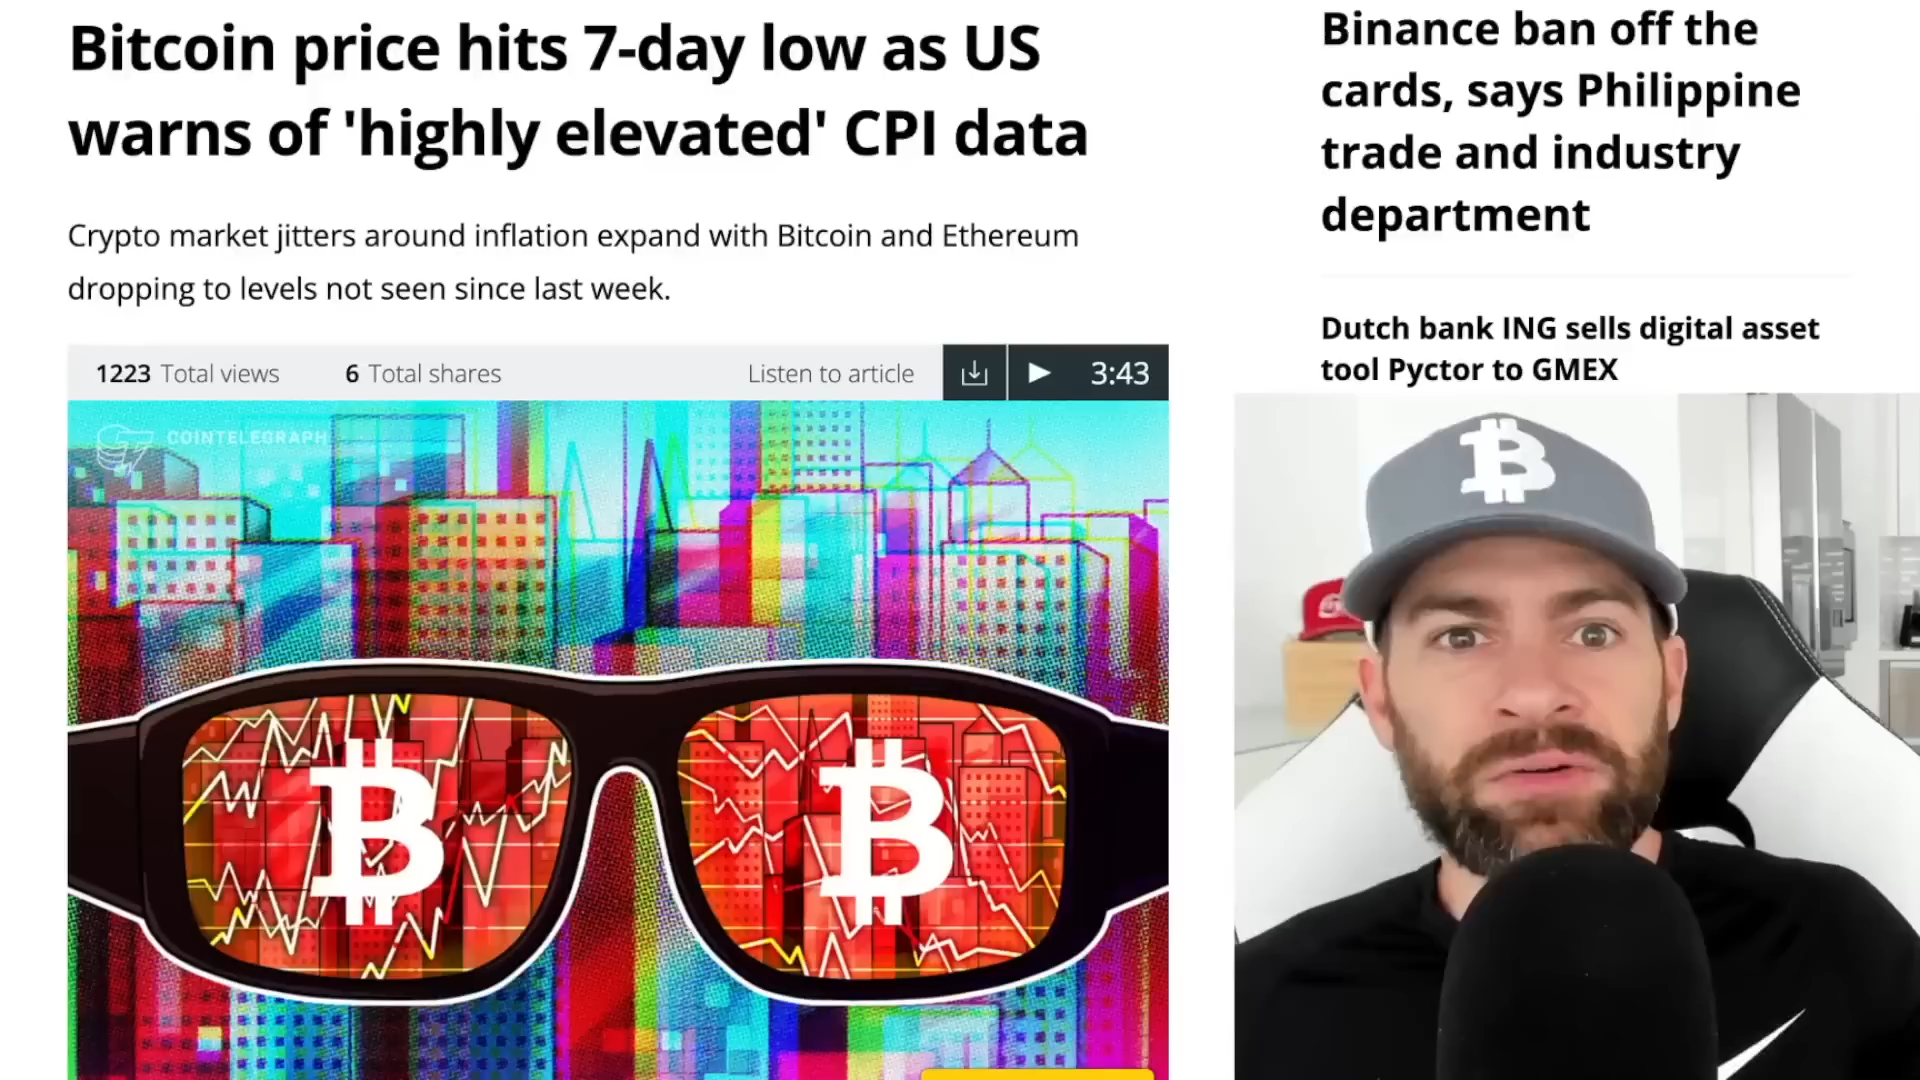 Bitcoin price hits 7-day low as US
warns of 'highly elevated' CPI data
Crypto market jitters around inflation expand with Bitcoin and Ethereum
dropping to levels not seen since last week.
1223 Total views
6 Total shares
Listen to article
3:43
COINTELEGRAPH
Binance ban off the
cards, says Philippine
trade and industry
department
Dutch bank ING sells digital asset
tool Pyctor to GMEX